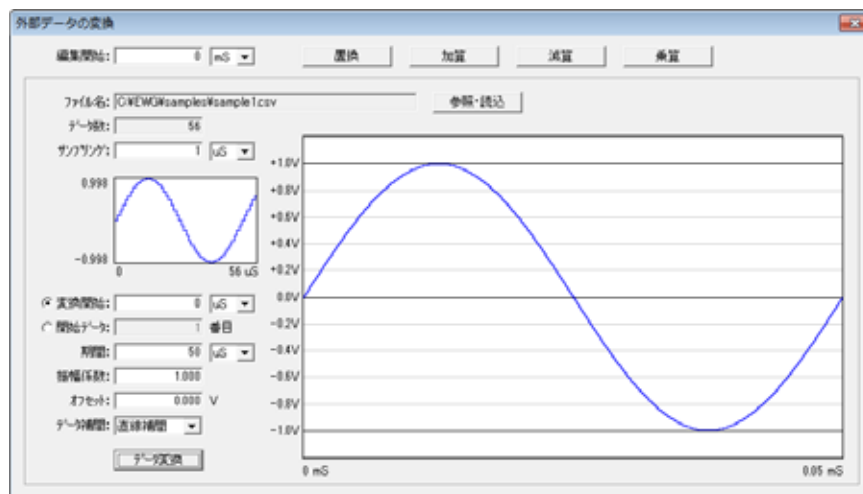 外部データの変換
編集開始: 0 mS 置換 加算 減算 乗算
ファイル名: C:¥EWG¥samples¥sample1.csv 参照・読込
データ数: 56
サンプリング: 1 uS
0.998
-0.998
0 56 uS
変換開始: 0 uS
開始データ: 1 番目
期間: 50 uS
振幅係数: 1.000
オフセット: 0.000 V
データ補間: 直線補間
データ変換
+1.0V
+0.8V
+0.6V
+0.4V
+0.2V
0.0V
-0.2V
-0.4V
-0.6V
-0.8V
-1.0V
0 mS 0.05 mS